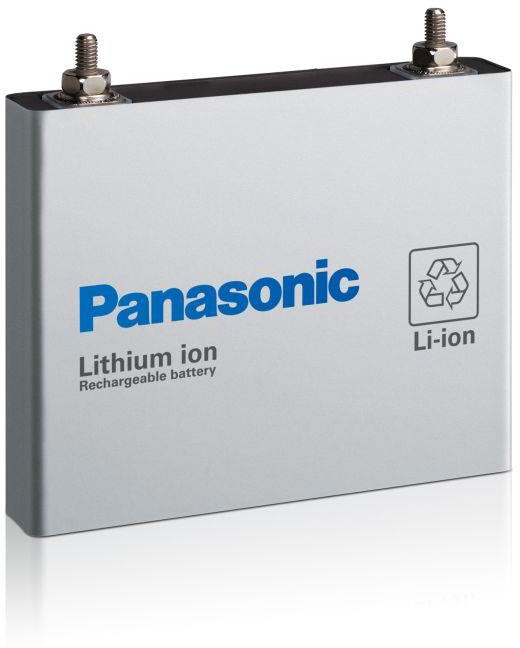 Panasonic
Lithium ion
Rechargeable battery
Li-ion